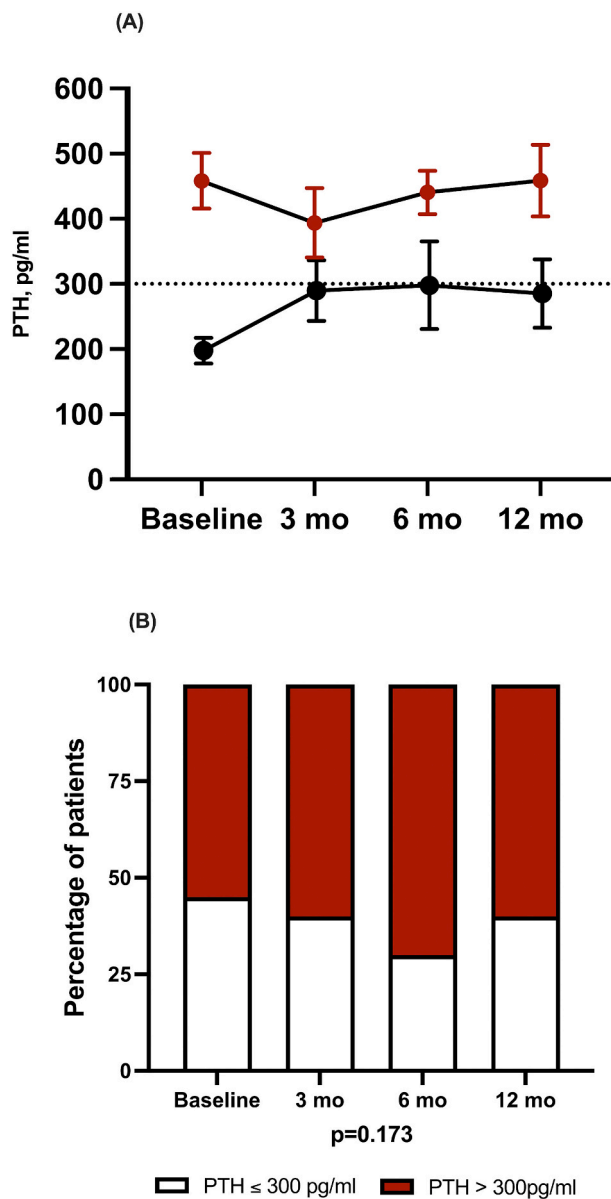 (A)
PTH, pg/ml
600
500
400
300
200
100
0
Baseline 3 mo 6 mo 12 mo
(B)
Percentage of patients
100
75
50
25
0
Baseline 3 mo 6 mo 12 mo
p=0.173
PTH ≤ 300 pg/ml PTH > 300pg/ml